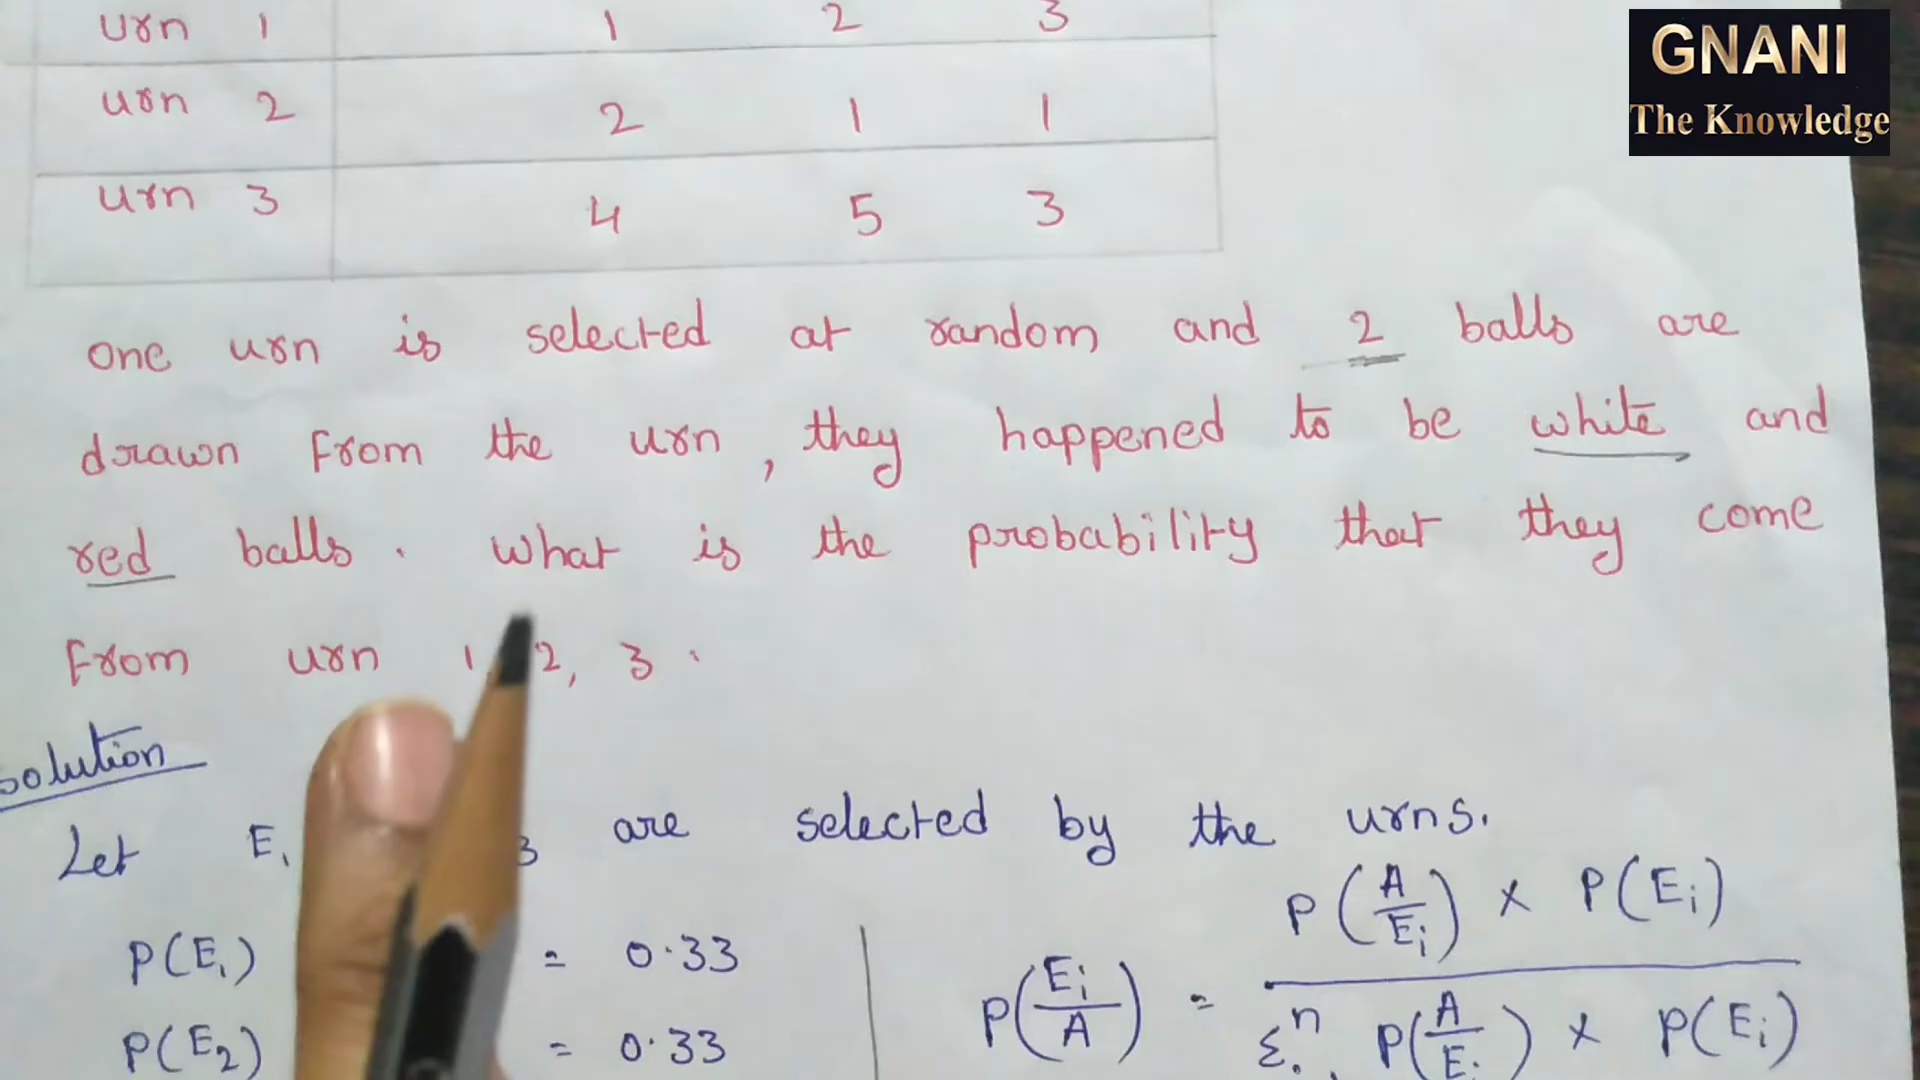 urn 1 1 2 3
GNANI
The Knowledge
urn 2 2 1 1
urn 3 4 5 3
one urn is selected at random and 2 balls are
drawn from the urn, they happened to be white and
red balls. What is the probability that they come
From urn 1 2, 3.
Solution
Let E₁ 3 are selected by the urns.
P(E₁) = 0.33
P(E₂) = 0.33
P(Eᵢ/A) = P(A/Eᵢ) × P(Eᵢ)
Σⁿ P(A/Eᵢ) × P(Eᵢ)